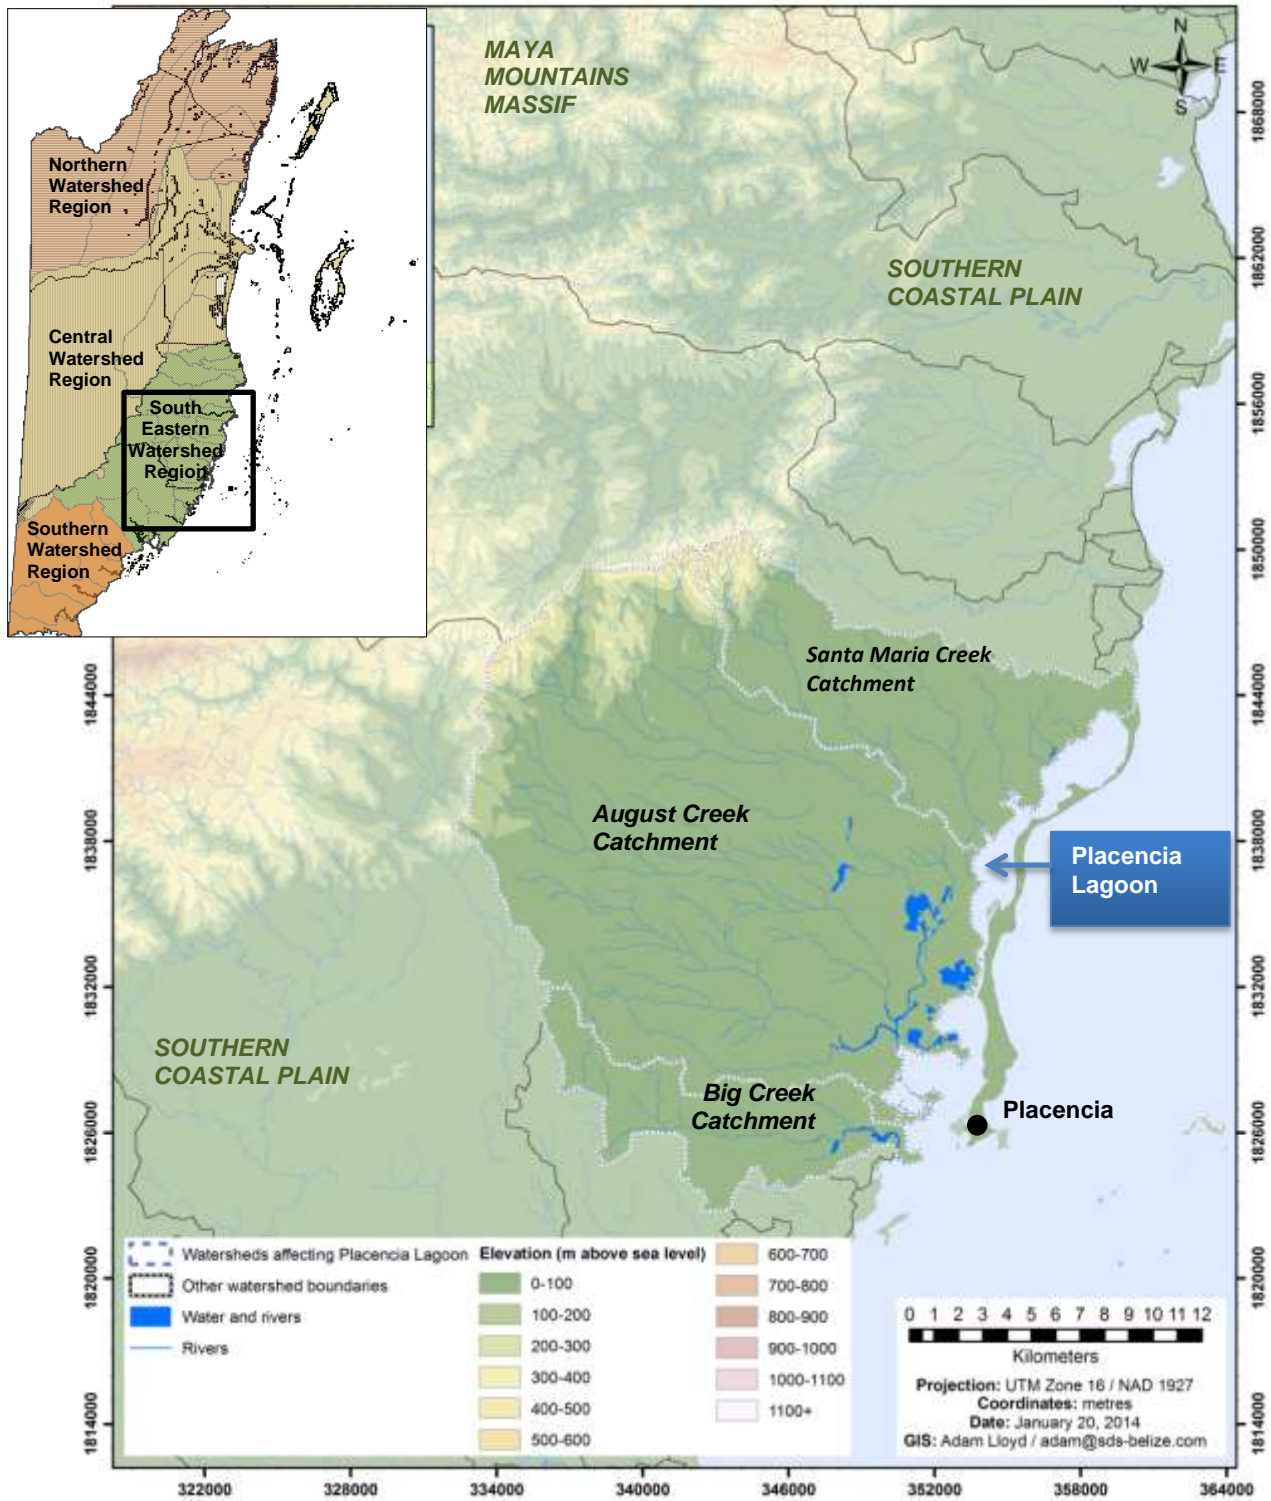 Northern
Watershed
Region
Central
Watershed
Region
South
Eastern
Watershed
Region
Southern
Watershed
Region
MAYA
MOUNTAINS
MASSIF
N
W E
S
SOUTHERN
COASTAL PLAIN
Santa Maria Creek
Catchment
August Creek
Catchment
Placencia
Lagoon
SOUTHERN
COASTAL PLAIN
Big Creek
Catchment
Placencia
1844000
1838000
1832000
1826000
1820000
1814000
1868000
1862000
1856000
1850000
1844000
1838000
1832000
1826000
1820000
1814000
Watersheds affecting Placencia Lagoon
Other watershed boundaries
Water and rivers
Rivers
Elevation (m above sea level)
0-100
100-200
200-300
300-400
400-500
500-600
600-700
700-800
800-900
900-1000
1000-1100
1100+
0 1 2 3 4 5 6 7 8 9 10 11 12
Kilometers
Projection: UTM Zone 16 / NAD 1927
Coordinates: metres
Date: January 20, 2014
GIS: Adam Lloyd / adam@sds-belize.com
322000 328000 334000 340000 346000 352000 358000 364000